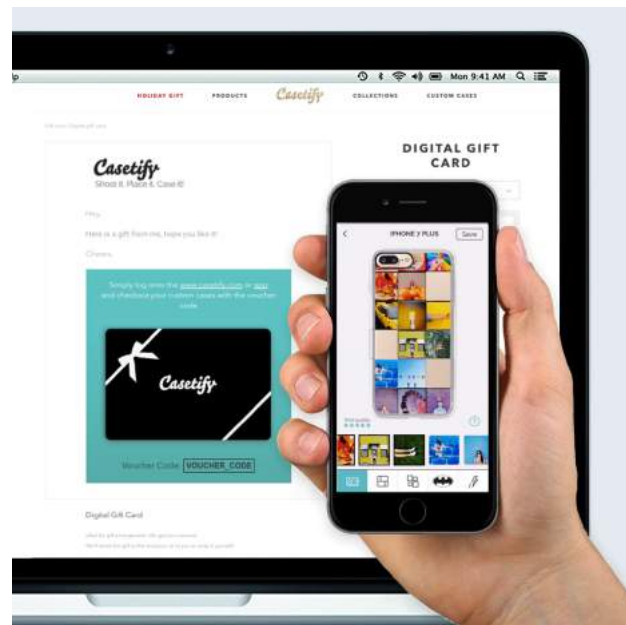 lp
Mon 9:41 AM
HOLIDAY GIFT
PRODUCTS
Casetify
COLLECTIONS
CUSTOM CASES
DIGITAL GIFT
CARD
Casetify
Shoot it. Place it. Case it!
Hey,
Here is a gift from me, hope you like it!
Cheers,
Simply log onto the www.casetify.com or app
and checkout your custom cases with the voucher
code.
Casetify
Voucher Code: VOUCHER_CODE
Digital Gift Card
IPHONE 7 PLUS
Save